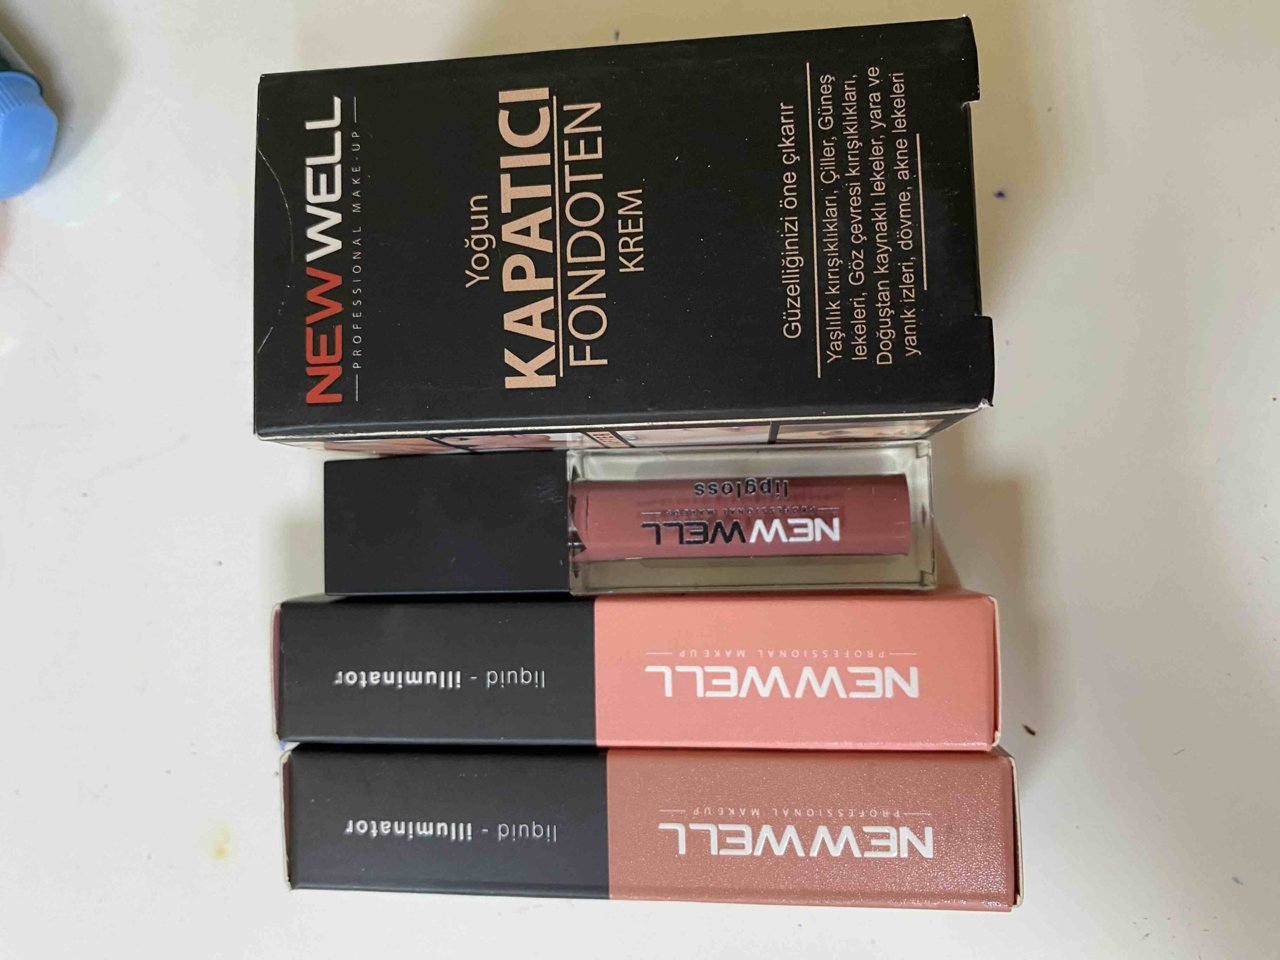 NEW WELL
PROFESSIONAL MAKE-UP
Yoğun
KAPATICI
FONDOTEN
KREM
Güzelliğinizi öne çıkarır
Yaşlılık kırışıklıkları, Çiller, Güneş
lekeleri, Göz çevresi kırışıklıkları,
Doğuştan kaynaklı lekeler, yara ve
yanık izleri, dövme, akne lekeleri
NEWWELL
PROFESSIONAL MAKEUP
lipgloss
NEWWELL
PROFESSIONAL MAKEUP
liquid - illuminator
NEWWELL
PROFESSIONAL MAKEUP
liquid - illuminator